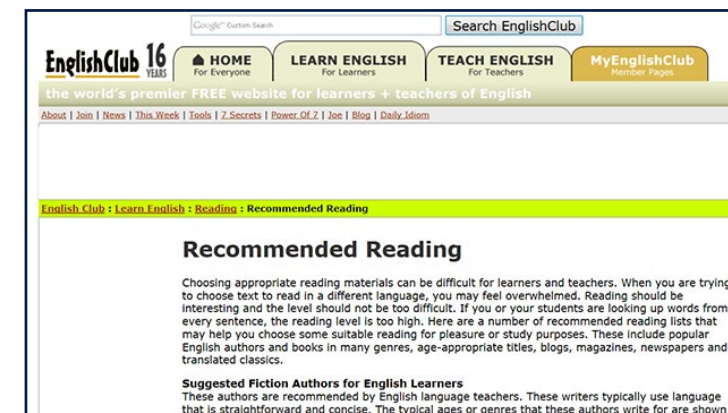 Google™ Custom Search
Search EnglishClub
EnglishClub 16 YEARS
HOME
For Everyone
LEARN ENGLISH
For Learners
TEACH ENGLISH
For Teachers
MyEnglishClub
Member Pages
the world's premier FREE website for learners + teachers of English
About | Join | News | This Week | Tools | 7 Secrets | Power Of 7 | Joe | Blog | Daily Idiom
English Club : Learn English : Reading : Recommended Reading
Recommended Reading
Choosing appropriate reading materials can be difficult for learners and teachers. When you are trying
to choose text to read in a different language, you may feel overwhelmed. Reading should be
interesting and the level should not be too difficult. If you or your students are looking up words from
every sentence, the reading level is too high. Here are a number of recommended reading lists that
may help you choose some suitable reading for pleasure or study purposes. These include popular
English authors and books in many genres, age-appropriate titles, blogs, magazines, newspapers and
translated classics.
Suggested Fiction Authors for English Learners
These authors are recommended by English language teachers. These writers typically use language
that is straightforward and concise. The typical ages or genres that these authors write for are shown